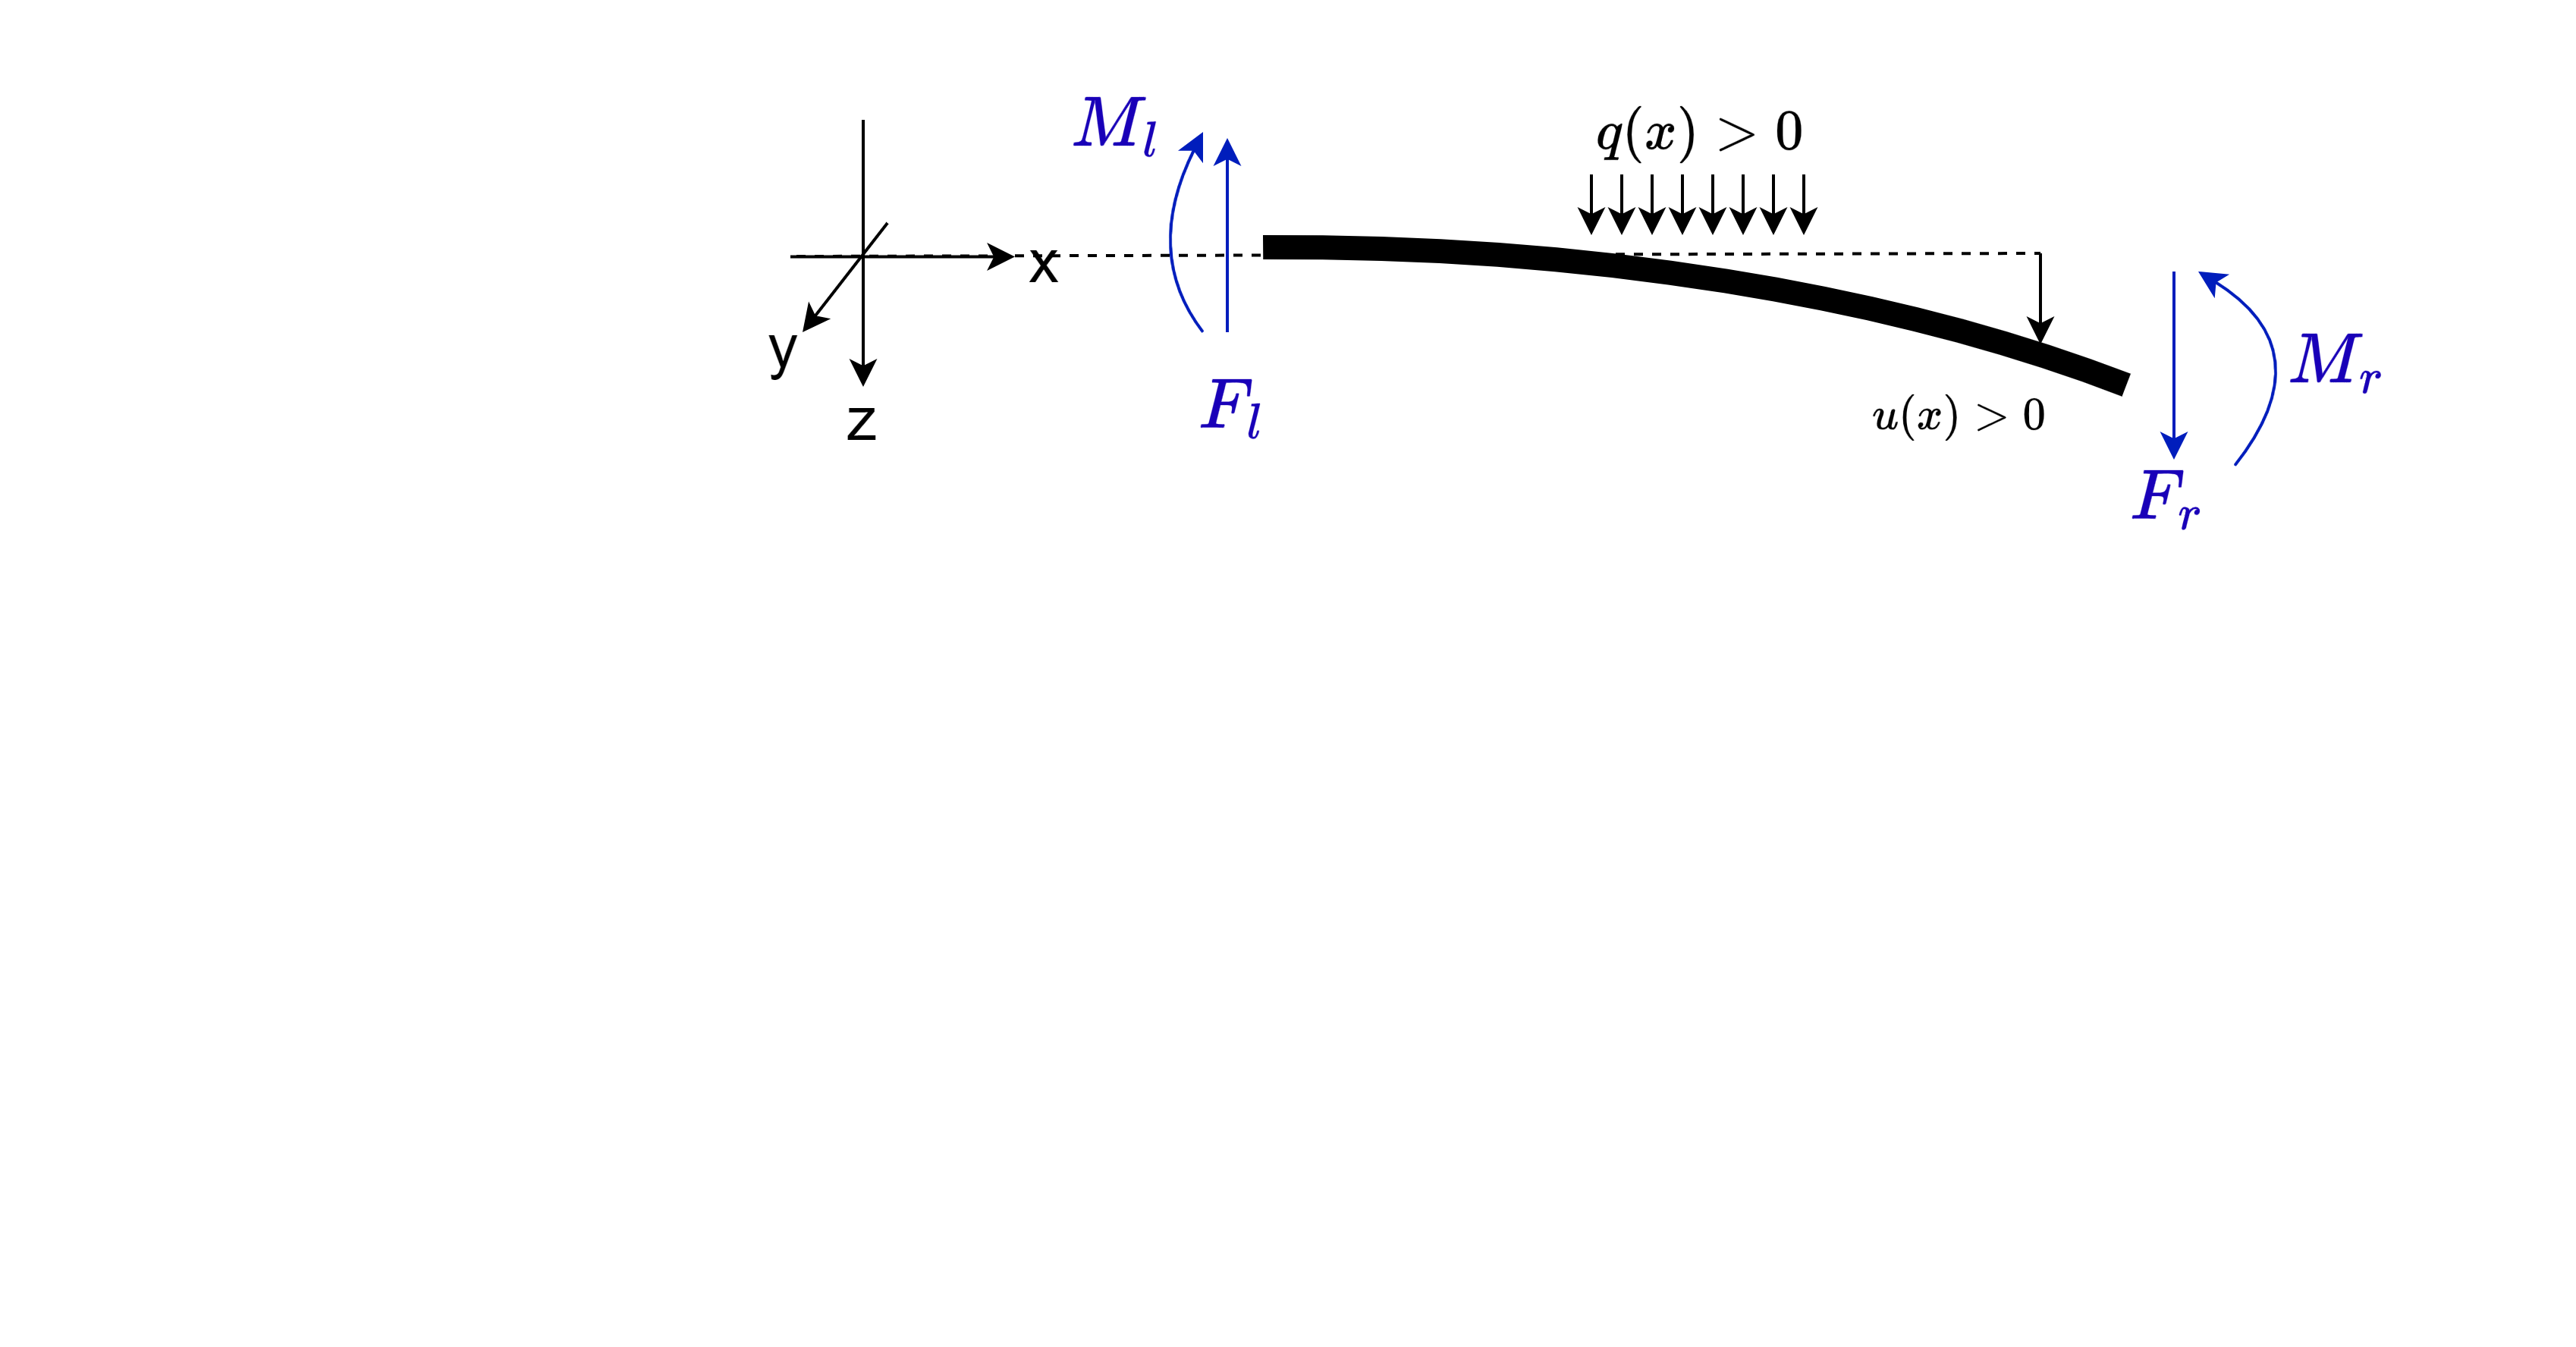 M_l
q(x) > 0
x
y
z
F_l
M_r
u(x) > 0
F_r